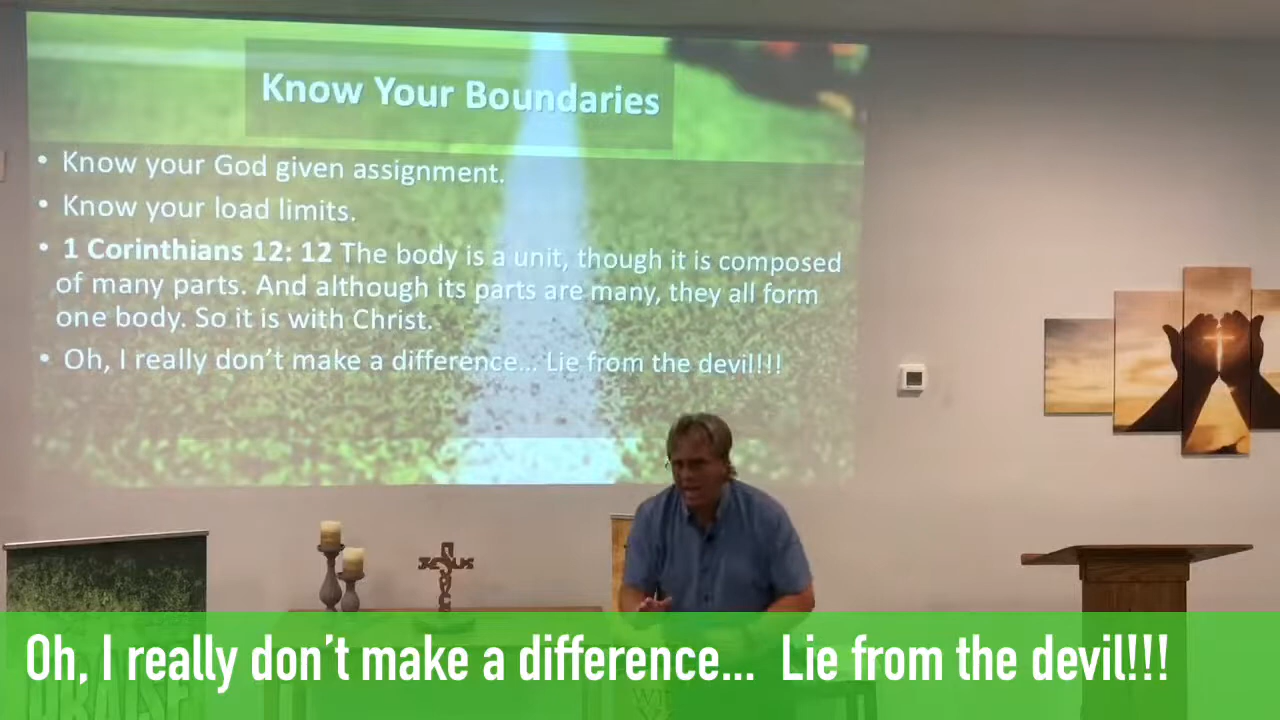 Know Your Boundaries
• Know your God given assignment.
• Know your load limits.
• 1 Corinthians 12: 12 The body is a unit, though it is composed
of many parts. And although its parts are many, they all form
one body. So it is with Christ.
• Oh, I really don't make a difference... Lie from the devil!!!
JESUS
Oh, I really don't make a difference... Lie from the devil!!!
PRAISE